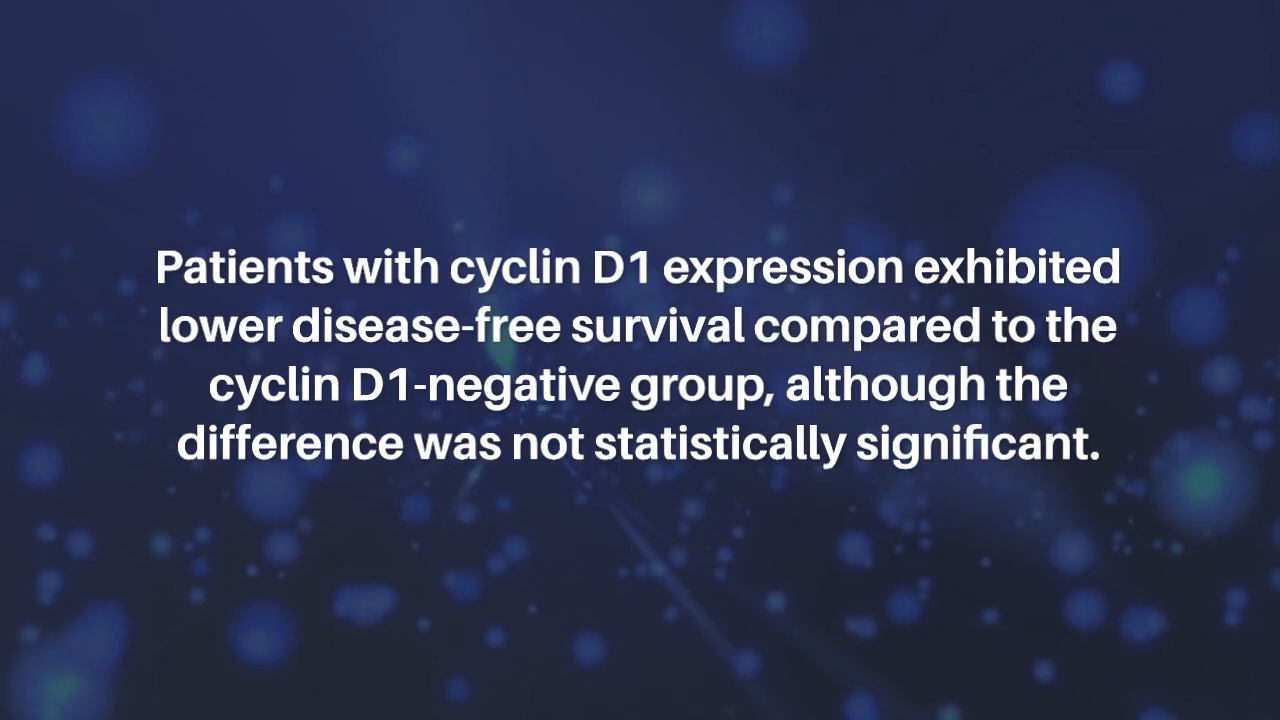 Patients with cyclin D1 expression exhibited
lower disease-free survival compared to the
cyclin D1-negative group, although the
difference was not statistically significant.